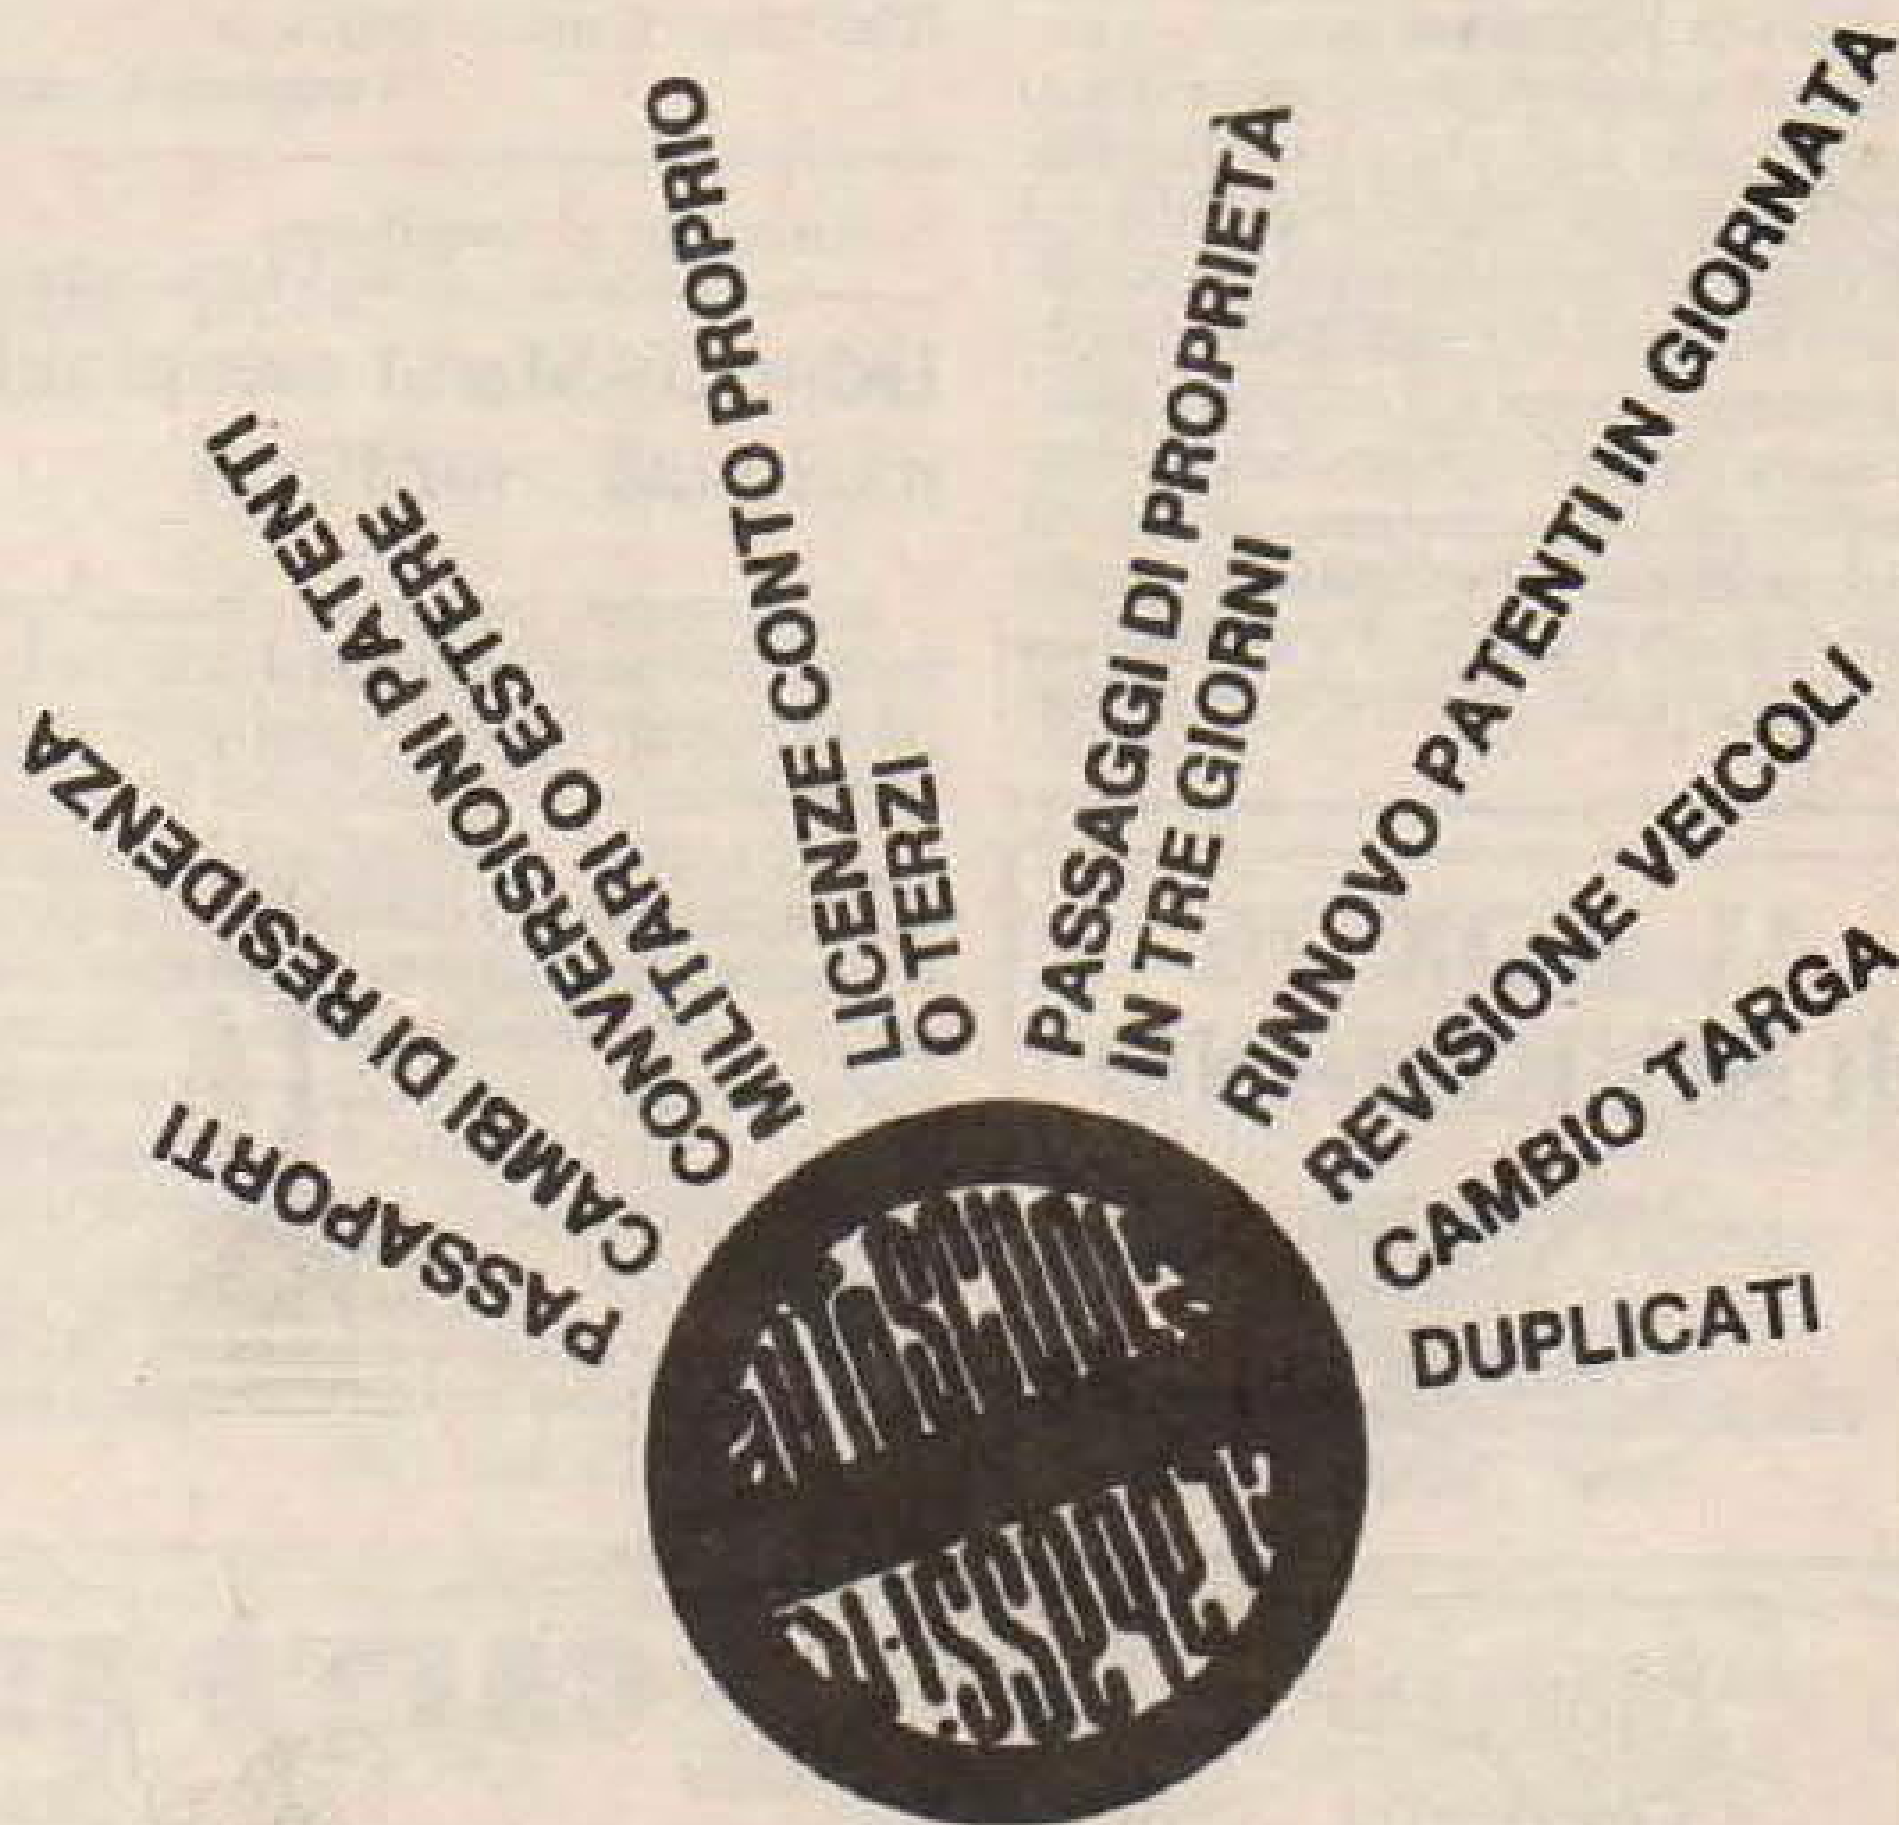 PASSAPORTI
CAMBI DI RESIDENZA
CONVERSIONI PATENTI
MILITARI O ESTERE
LICENZE CONTO PROPRIO
O TERZI
PASSAGGI DI PROPRIETÀ
IN TRE GIORNI
RINNOVO PATENTI IN GIORNATA
REVISIONE VEICOLI
CAMBIO TARGA
DUPLICATI
autoscuola